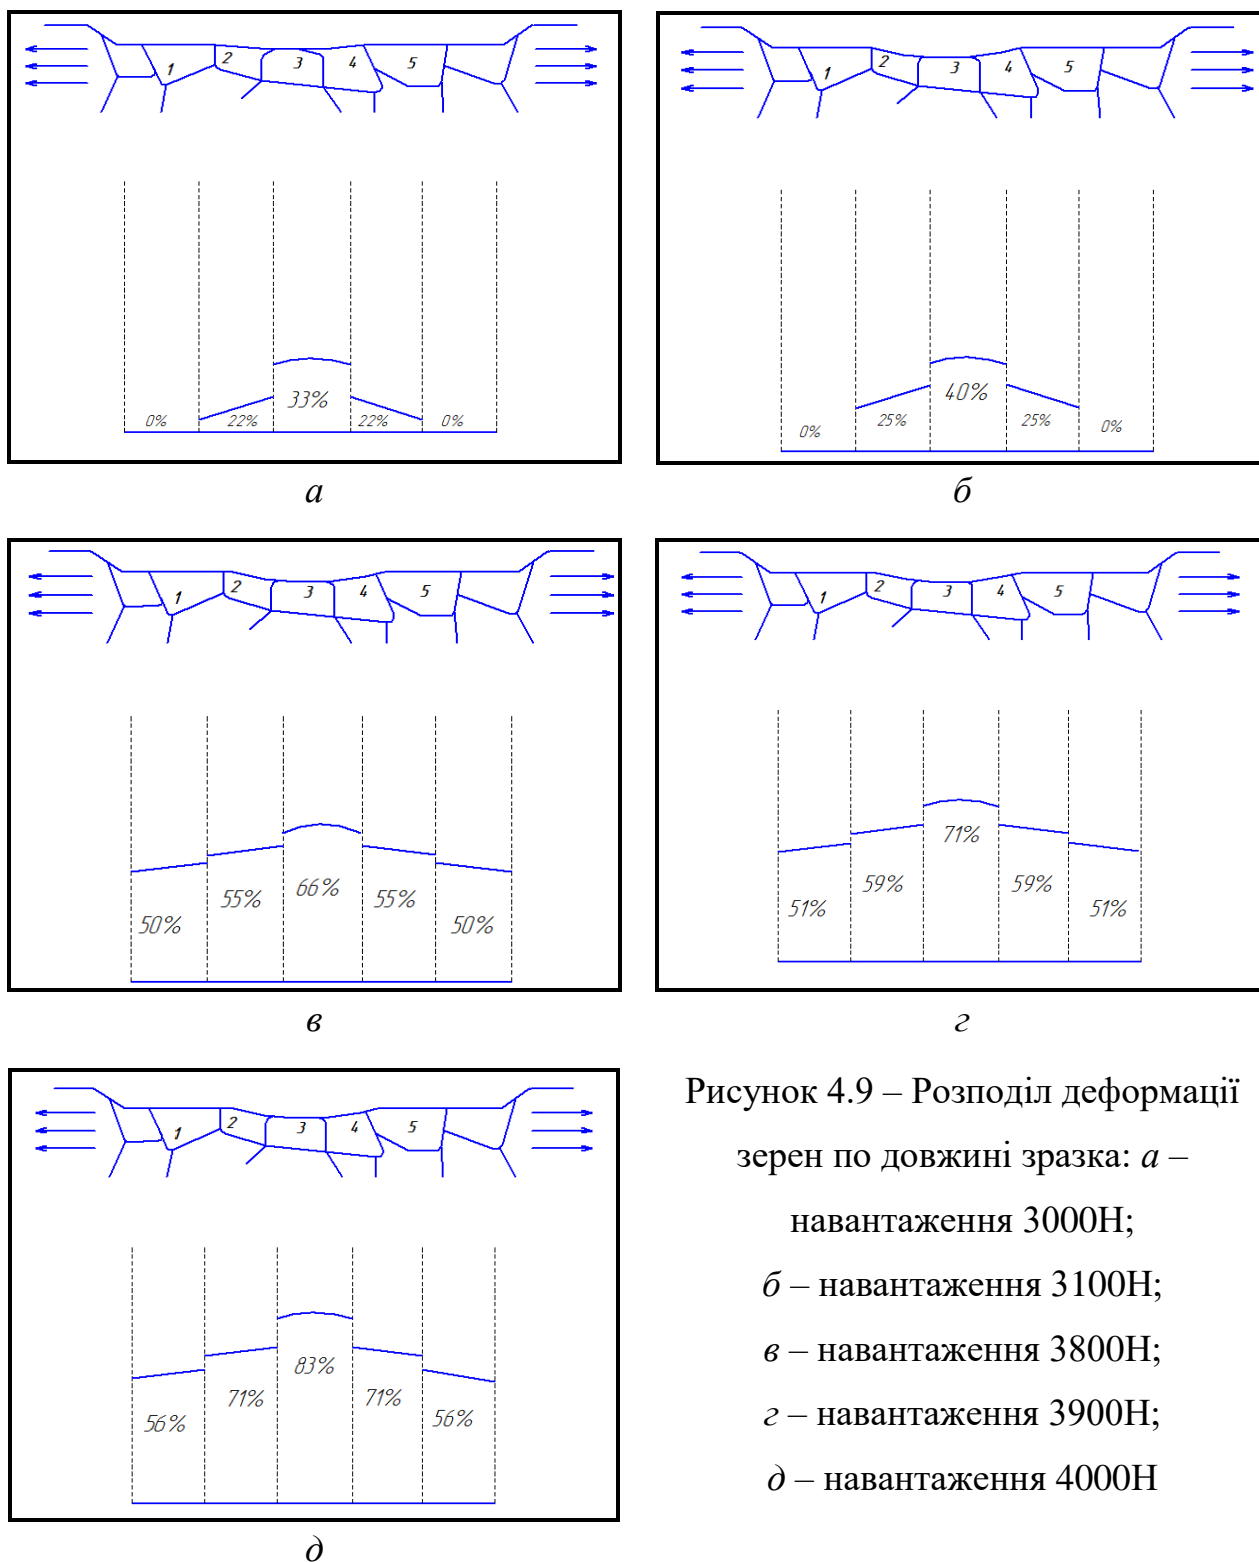 1 2 3 4 5
0% 22% 33% 22% 0%
а
1 2 3 4 5
0% 25% 40% 25% 0%
б
1 2 3 4 5
50% 55% 66% 55% 50%
в
1 2 3 4 5
51% 59% 71% 59% 51%
г
1 2 3 4 5
56% 71% 83% 71% 56%
д
Рисунок 4.9 – Розподіл деформації
зерен по довжині зразка: а –
навантаження 3000Н;
б – навантаження 3100Н;
в – навантаження 3800Н;
г – навантаження 3900Н;
д – навантаження 4000Н